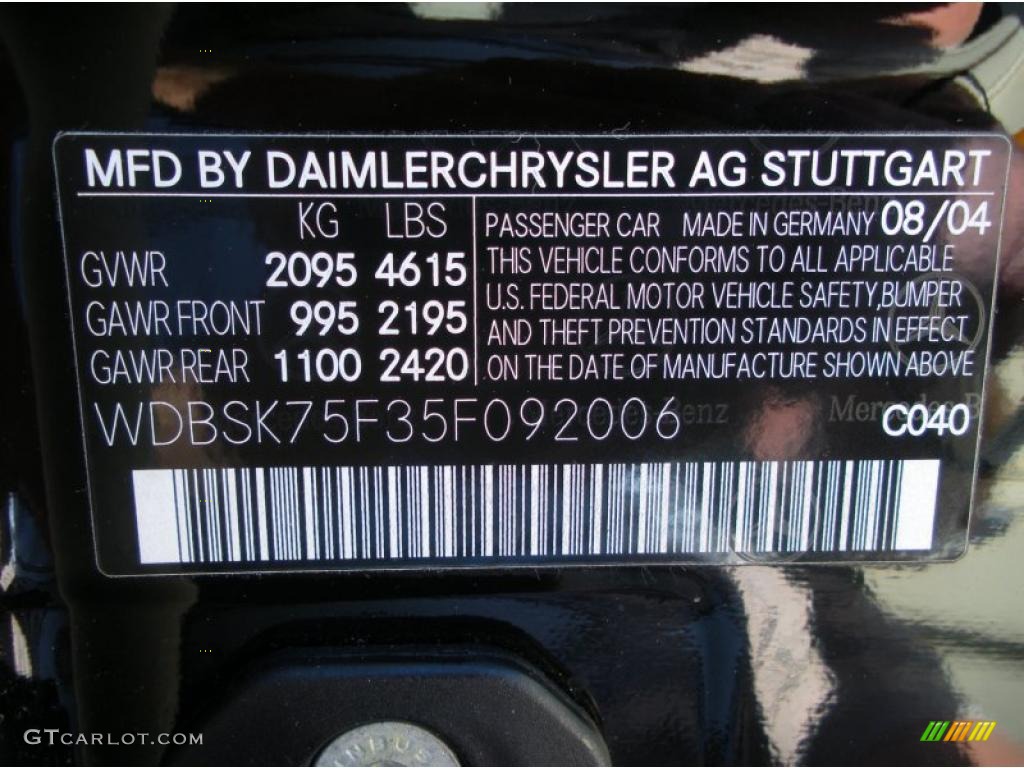 MFD BY DAIMLERCHRYSLER AG STUTTGART
KG LBS
GVWR 2095 4615
GAWR FRONT 995 2195
GAWR REAR 1100 2420
PASSENGER CAR MADE IN GERMANY 08/04
THIS VEHICLE CONFORMS TO ALL APPLICABLE
U.S. FEDERAL MOTOR VEHICLE SAFETY,BUMPER
AND THEFT PREVENTION STANDARDS IN EFFECT
ON THE DATE OF MANUFACTURE SHOWN ABOVE
WDBSK75F35F092006 C040
Mercedes-Benz
GTCARLOT.COM